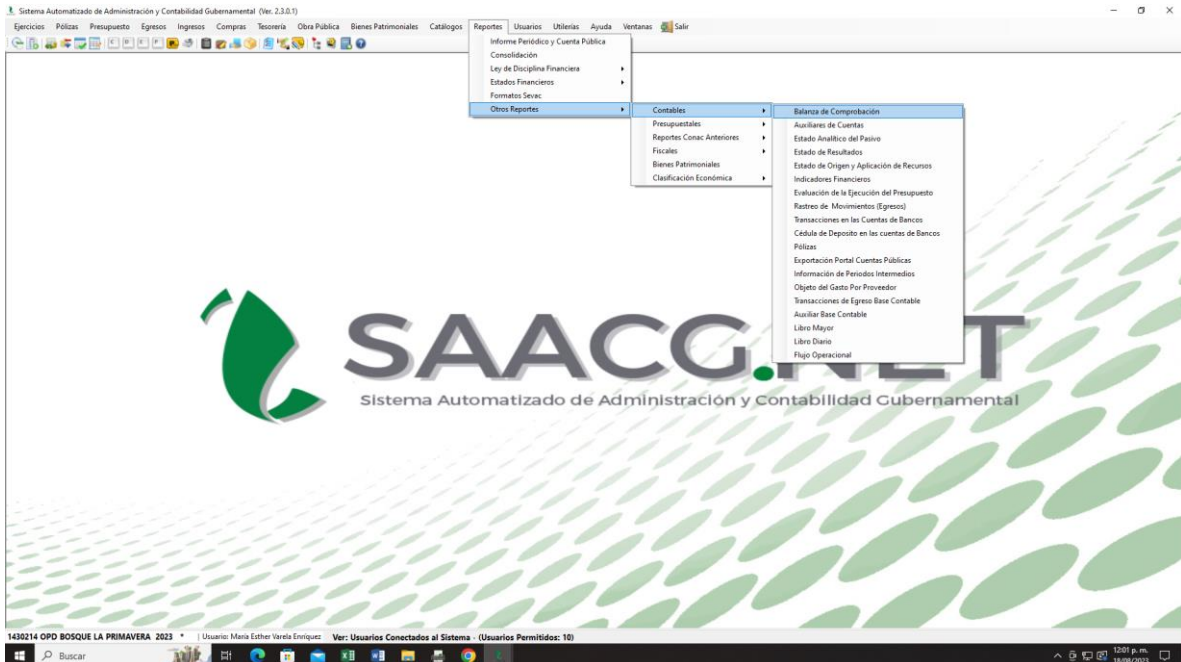 Sistema Automatizado de Administración y Contabilidad Gubernamental (Ver. 2.3.0.1)
Ejercicios Pólizas Presupuesto Egresos Ingresos Compras Tesorería Obra Pública Bienes Patrimoniales Catálogos Reportes Usuarios Utilerías Ayuda Ventanas Salir
Informe Periódico y Cuenta Pública
Consolidación
Ley de Disciplina Financiera
Estados Financieros
Formatos Sevac
Otros Reportes
Contables
Presupuestales
Reportes Conac Anteriores
Fiscales
Bienes Patrimoniales
Clasificación Económica
Balanza de Comprobación
Auxiliares de Cuentas
Estado Analítico del Pasivo
Estado de Resultados
Estado de Origen y Aplicación de Recursos
Indicadores Financieros
Evaluación de la Ejecución del Presupuesto
Rastreo de Movimientos (Egresos)
Transacciones en las Cuentas de Bancos
Cédula de Deposito en las cuentas de Bancos
Pólizas
Exportación Portal Cuentas Públicas
Información de Periodos Intermedios
Objeto del Gasto Por Proveedor
Transacciones de Egreso Base Contable
Auxiliar Base Contable
Libro Mayor
Libro Diario
Flujo Operacional
SAACG.NET
Sistema Automatizado de Administración y Contabilidad Gubernamental
1430214 OPD BOSQUE LA PRIMAVERA 2023 * | Usuario: María Esther Varela Enríquez Ver: Usuarios Conectados al Sistema - (Usuarios Permitidos: 10)
Buscar
12:01 p. m.
18/08/2023